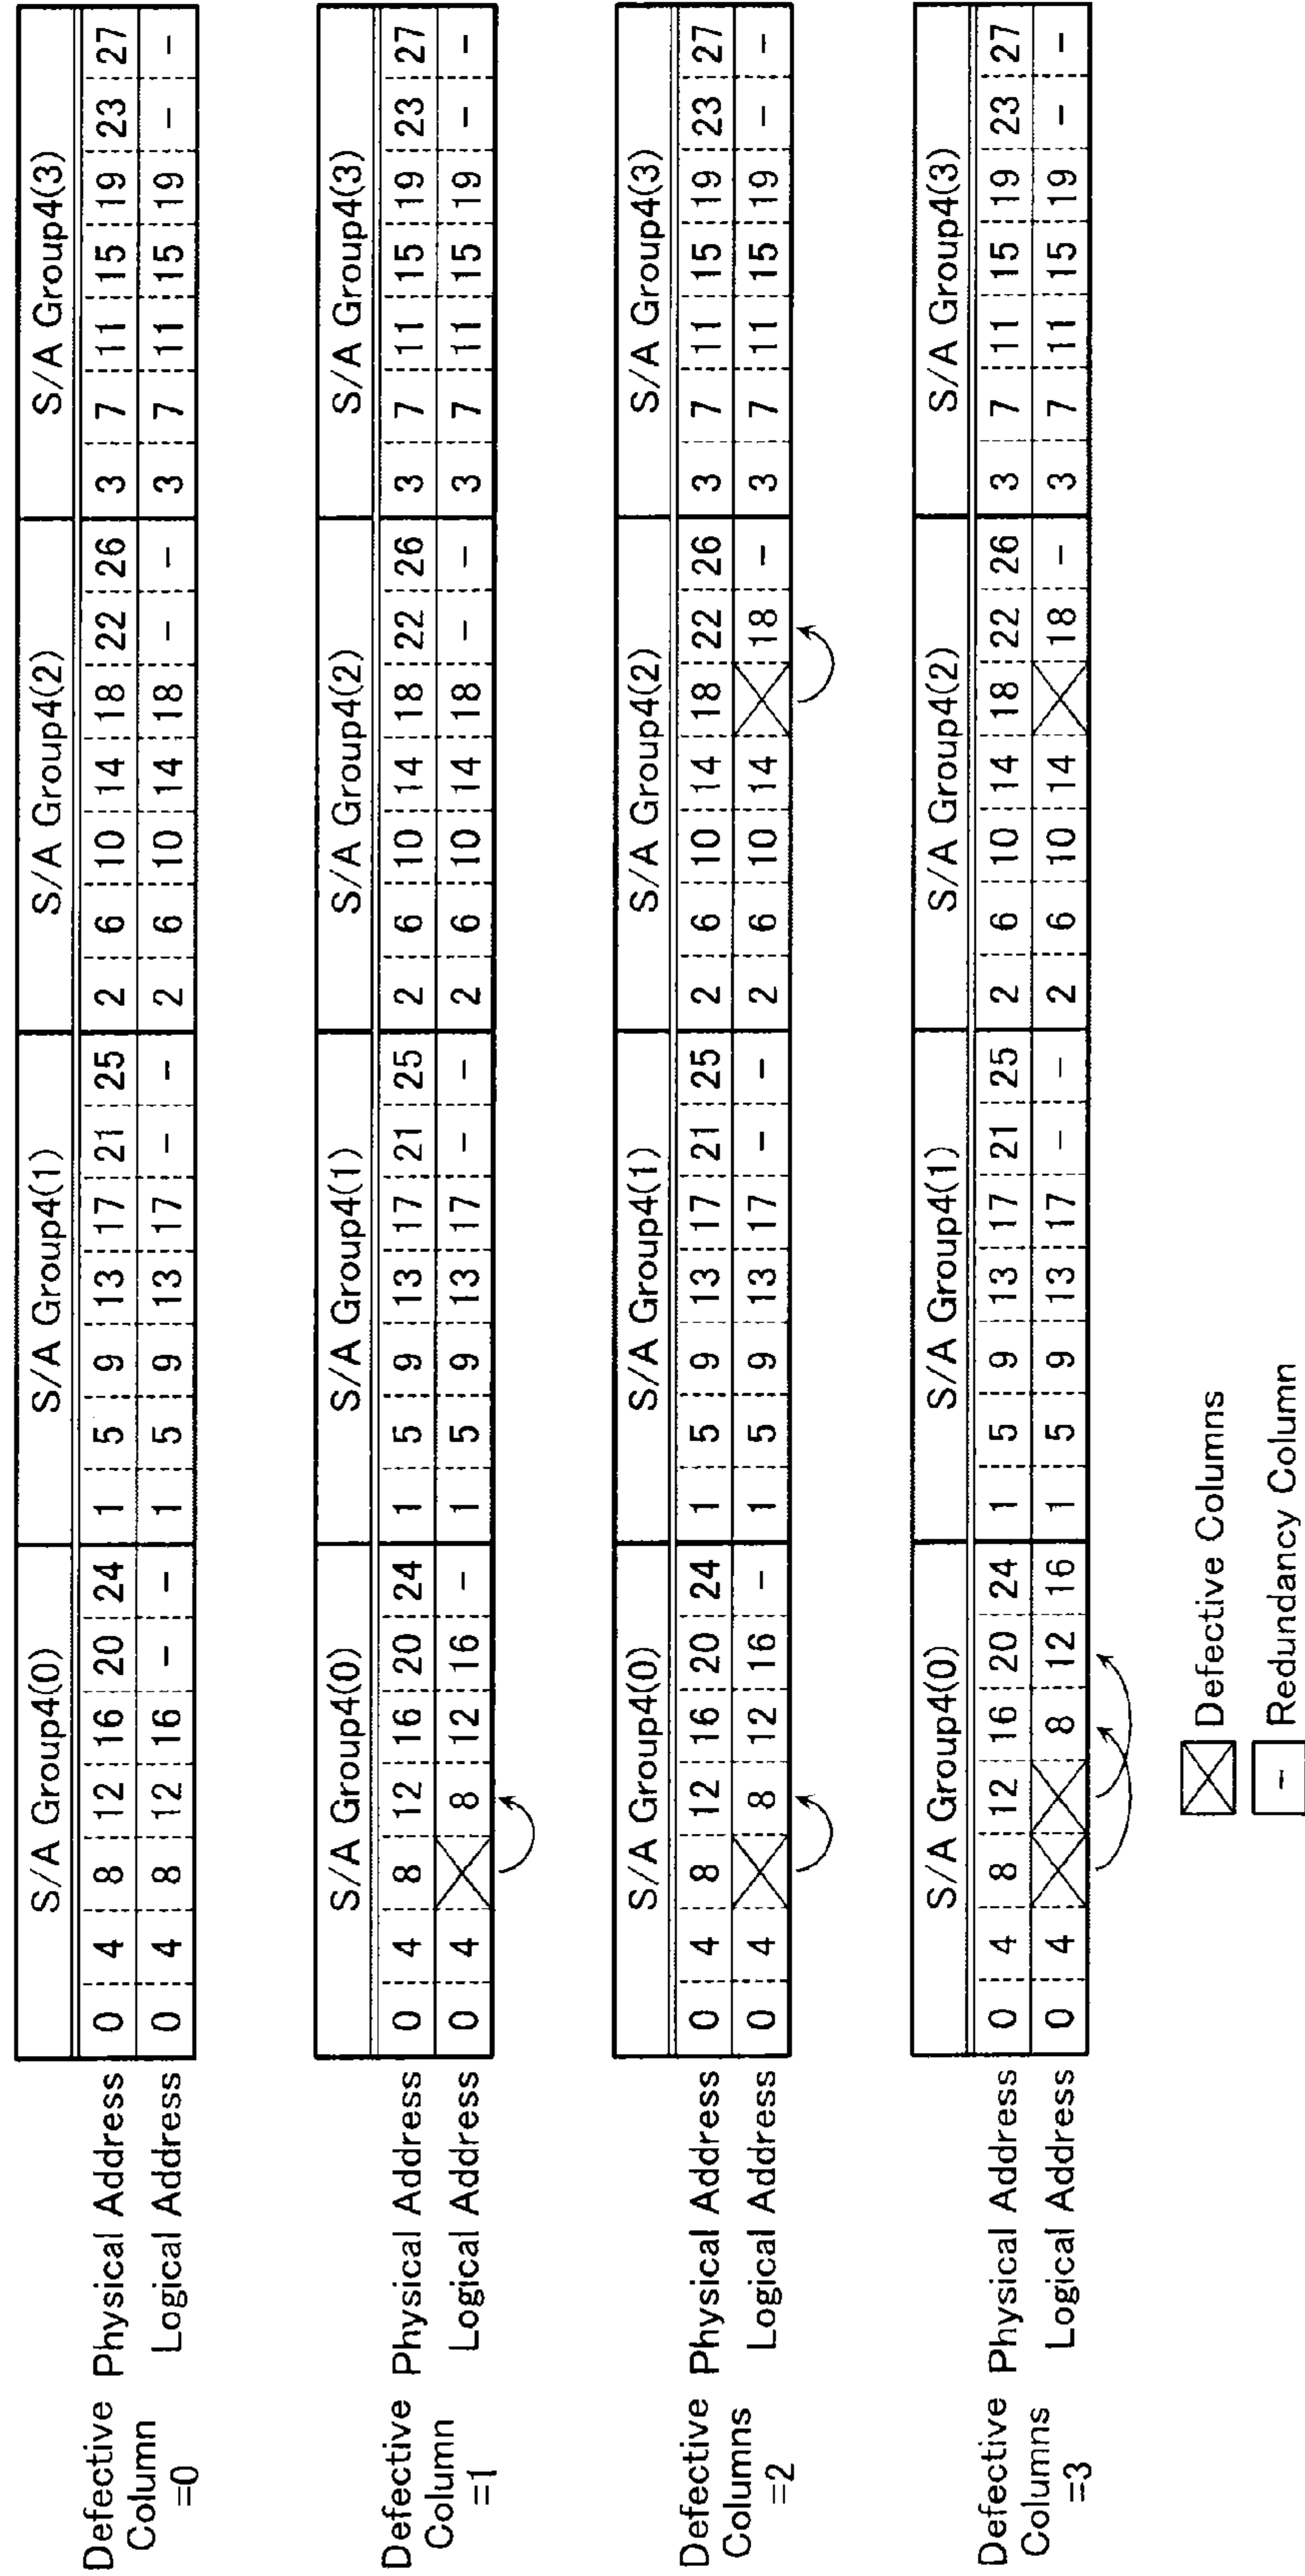 S/A Group4(0) S/A Group4(1) S/A Group4(2) S/A Group4(3)
Defective Column =0
Physical Address 0 4 8 12 16 20 24 1 5 9 13 17 21 25 2 6 10 14 18 22 26 3 7 11 15 19 23 27
Logical Address 0 4 8 12 16 - - 1 5 9 13 17 - - 2 6 10 14 18 - - 3 7 11 15 19 - -
S/A Group4(0) S/A Group4(1) S/A Group4(2) S/A Group4(3)
Defective Column =1
Physical Address 0 4 8 12 16 20 24 1 5 9 13 17 21 25 2 6 10 14 18 22 26 3 7 11 15 19 23 27
Logical Address 0 4 8 12 16 - 1 5 9 13 17 - - 2 6 10 14 18 - - 3 7 11 15 19 - -
S/A Group4(0) S/A Group4(1) S/A Group4(2) S/A Group4(3)
Defective Columns =2
Physical Address 0 4 8 12 16 20 24 1 5 9 13 17 21 25 2 6 10 14 18 22 26 3 7 11 15 19 23 27
Logical Address 0 4 8 12 16 - 1 5 9 13 17 - - 2 6 10 14 18 - 3 7 11 15 19 - -
S/A Group4(0) S/A Group4(1) S/A Group4(2) S/A Group4(3)
Defective Columns =3
Physical Address 0 4 8 12 16 20 24 1 5 9 13 17 21 25 2 6 10 14 18 22 26 3 7 11 15 19 23 27
Logical Address 0 4 8 12 16 1 5 9 13 17 - - 2 6 10 14 18 - 3 7 11 15 19 - -
Defective Columns
- Redundancy Column